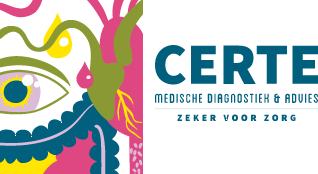 CERTE
MEDISCHE DIAGNOSTIEK & ADVIES
ZEKER VOOR ZORG